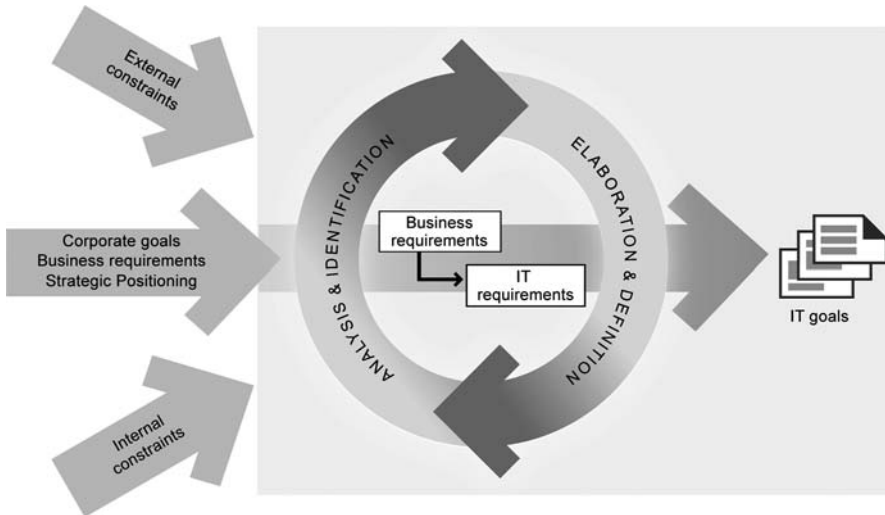 External
constraints
Corporate goals
Business requirements
Strategic Positioning
Internal
constraints
ANALYSIS & IDENTIFICATION
Business
requirements
IT
requirements
ELABORATION & DEFINITION
IT goals